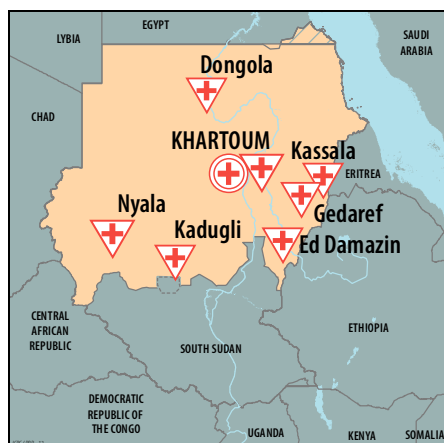 EGYPT
LYBIA
SAUDI
ARABIA
Dongola
CHAD
KHARTOUM
Kassala
ERITREA
Nyala
Gedaref
Kadugli
Ed Damazin
CENTRAL
AFRICAN
REPUBLIC
ETHIOPIA
SOUTH SUDAN
DEMOCRATIC
REPUBLIC OF
THE CONGO
UGANDA
KENYA
SOMALIA